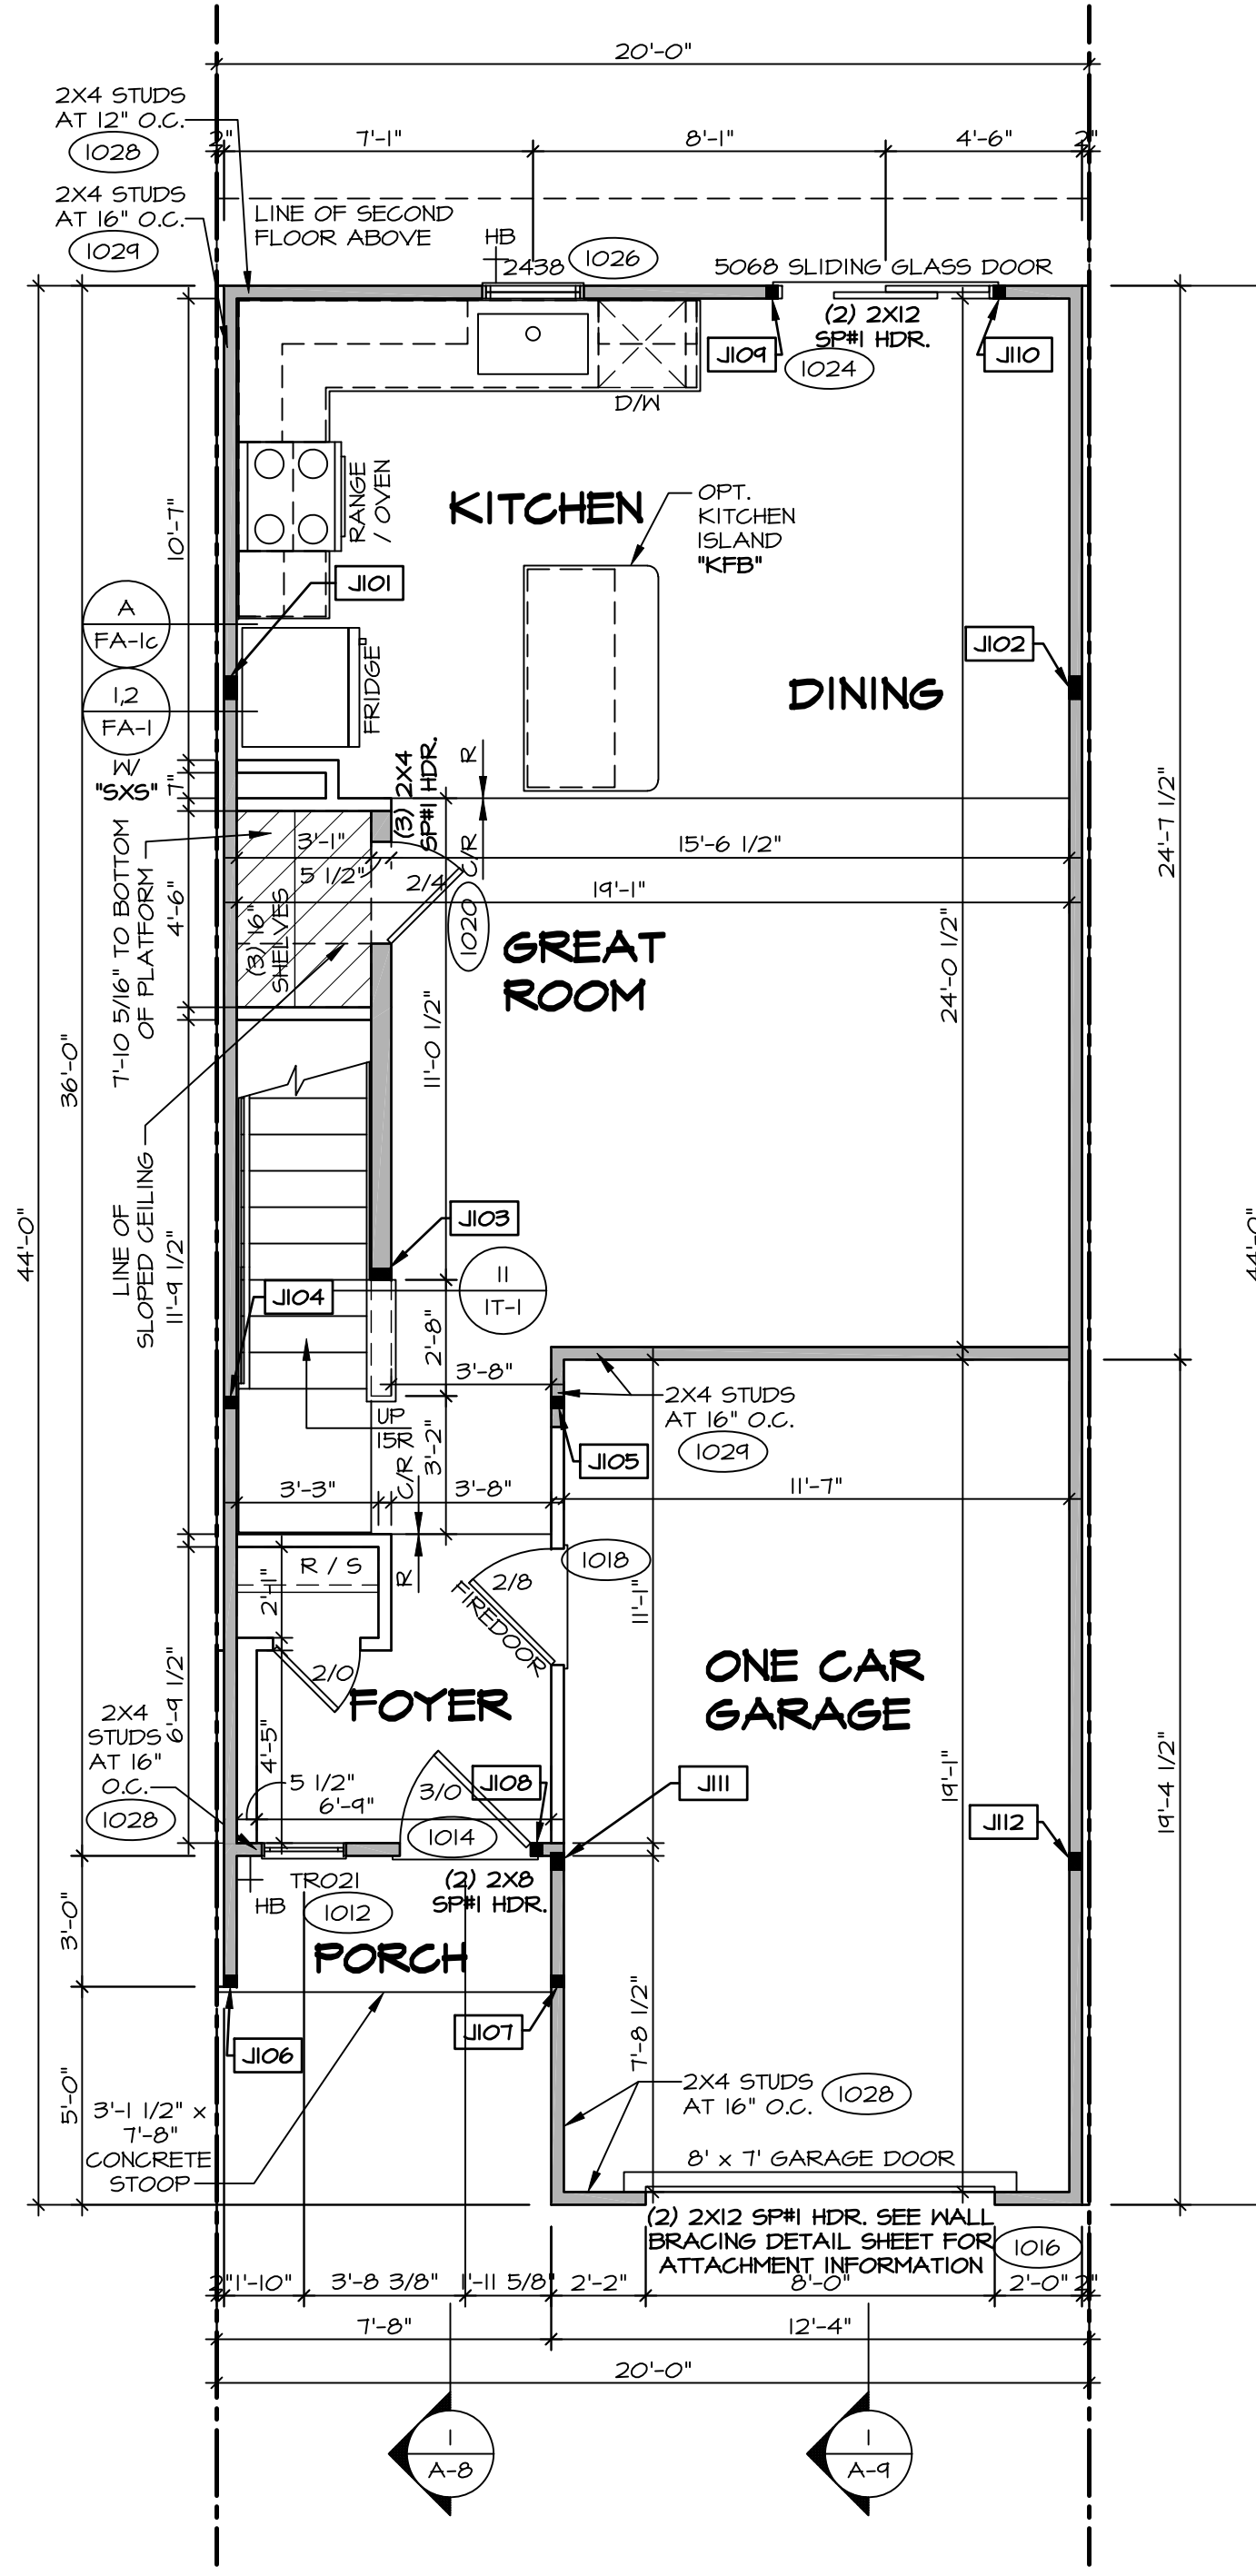 20'-0"
2X4 STUDS
AT 12" O.C.
1028
2"
7'-1"
8'-1"
4'-6"
2"
2X4 STUDS
AT 16" O.C.
1029
LINE OF SECOND
FLOOR ABOVE
HB
2438
1026
5068 SLIDING GLASS DOOR
(2) 2X12
SP#1 HDR.
J109
1024
J110
D/W
RANGE
/ OVEN
KITCHEN
OPT.
KITCHEN
ISLAND
"KFB"
10'-7"
J101
A
FA-1c
1,2
FA-1
W/
"SXS"
7"
FRIDGE
J102
DINING
(3) 2X4
SP#1 HDR.
R
C/R
24'-7 1/2"
7'-10 5/16" TO BOTTOM
OF PLATFORM
4'-6"
3'-1"
5 1/2"
2/4
1020
15'-6 1/2"
19'-1"
(3) 16"
SHELVES
GREAT
ROOM
24'-0 1/2"
11'-0 1/2"
36'-0"
44'-0"
44'-0"
LINE OF
SLOPED CEILING
11'-9 1/2"
J103
J104
11
IT-1
2'-8"
3'-8"
2X4 STUDS
AT 16" O.C.
1029
UP
15R
C/R
3'-2"
J105
3'-3"
3'-8"
11'-7"
R / S
R
2'-1"
2/8
FIREDOOR
1018
11'-1"
2/0
FOYER
ONE CAR
GARAGE
6'-9 1/2"
2X4
STUDS
AT 16"
O.C.
1028
4'-5"
5 1/2"
6'-9"
3/0
J108
1014
J111
19'-1"
J112
19'-4 1/2"
HB
TR021
1012
(2) 2X8
SP#1 HDR.
PORCH
3'-0"
J106
J107
7'-8 1/2"
5'-0"
3'-1 1/2" x
7'-8"
CONCRETE
STOOP
2X4 STUDS
AT 16" O.C.
1028
8' x 7' GARAGE DOOR
(2) 2X12 SP#1 HDR. SEE WALL
BRACING DETAIL SHEET FOR
ATTACHMENT INFORMATION
1016
2"
1'-10"
3'-8 3/8"
1'-11 5/8"
2'-2"
8'-0"
2'-0"
2"
7'-8"
12'-4"
20'-0"
1
A-8
1
A-9